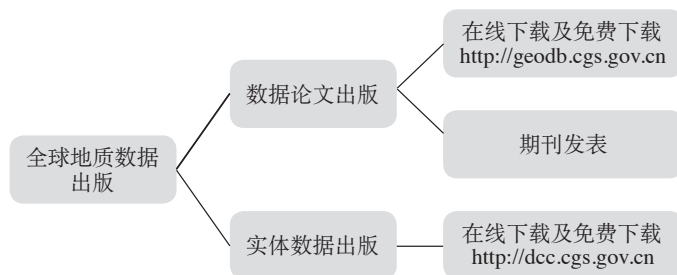 全球地质数据
出版
数据论文出版
在线下载及免费下载
http://geodb.cgs.gov.cn
期刊发表
实体数据出版
在线下载及免费下载
http://dcc.cgs.gov.cn